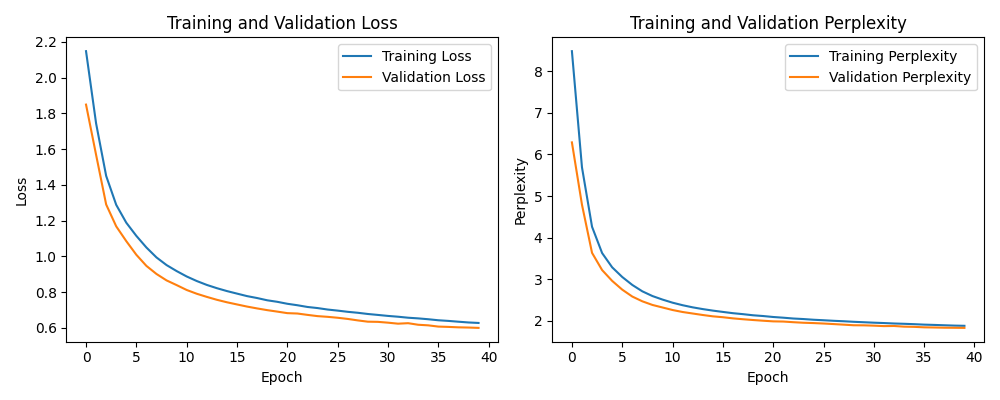 Training and Validation Loss
Training Loss
Validation Loss
2.2
2.0
1.8
1.6
1.4
1.2
1.0
0.8
0.6
Loss
0 5 10 15 20 25 30 35 40
Epoch
Training and Validation Perplexity
Training Perplexity
Validation Perplexity
8
7
6
5
4
3
2
Perplexity
0 5 10 15 20 25 30 35 40
Epoch